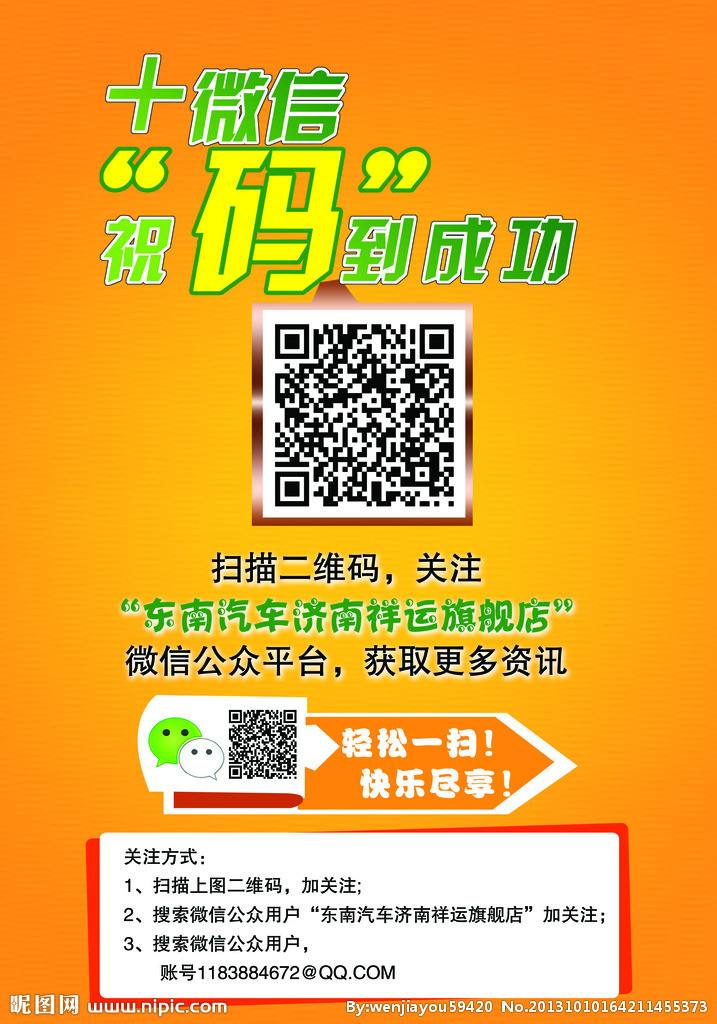 十微信
“码”
祝 到成功
扫描二维码，关注
“东南汽车济南祥运旗舰店”
微信公众平台，获取更多资讯
轻松一扫！
快乐尽享！
关注方式：
1、扫描上图二维码，加关注；
2、搜索微信公众用户“东南汽车济南祥运旗舰店”加关注；
3、搜索微信公众用户，
账号1183884672@QQ.COM
昵图网 www.nipic.com
By:wenjiayou59420 No.20131010164211455373